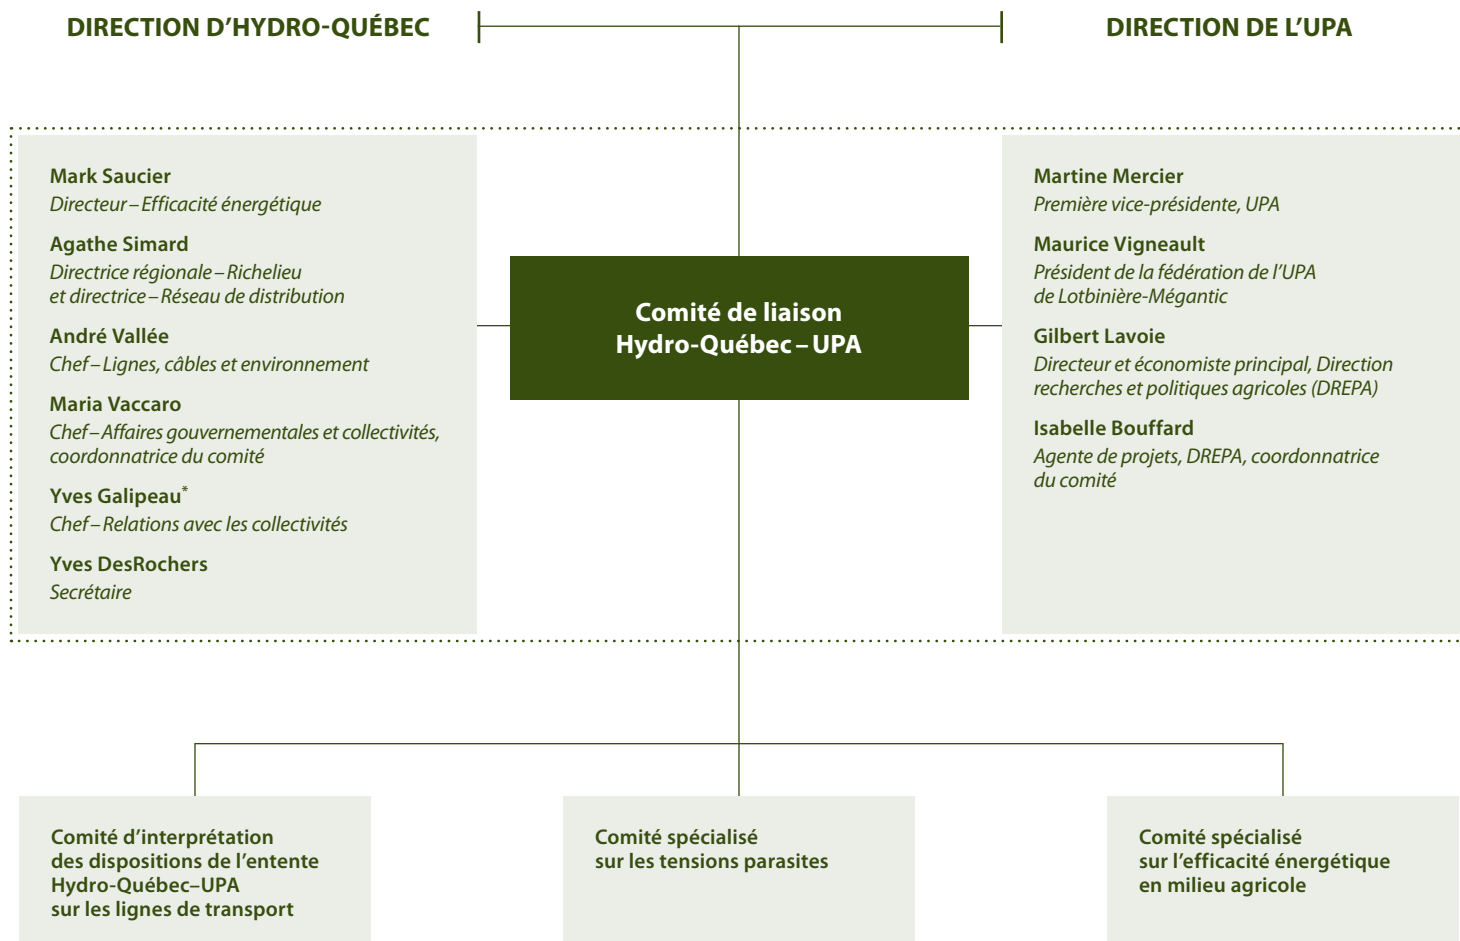 DIRECTION D’HYDRO-QUÉBEC
DIRECTION DE L’UPA
Mark Saucier
Directeur – Efficacité énergétique
Agathe Simard
Directrice régionale – Richelieu
et directrice – Réseau de distribution
André Vallée
Chef – Lignes, câbles et environnement
Maria Vaccaro
Chef – Affaires gouvernementales et collectivités,
coordonnatrice du comité
Yves Galipeau*
Chef – Relations avec les collectivités
Yves DesRochers
Secrétaire
Comité de liaison
Hydro-Québec – UPA
Martine Mercier
Première vice-présidente, UPA
Maurice Vigneault
Président de la fédération de l’UPA
de Lotbinière-Mégantic
Gilbert Lavoie
Directeur et économiste principal, Direction
recherches et politiques agricoles (DREPA)
Isabelle Bouffard
Agente de projets, DREPA, coordonnatrice
du comité
Comité d’interprétation
des dispositions de l’entente
Hydro-Québec–UPA
sur les lignes de transport
Comité spécialisé
sur les tensions parasites
Comité spécialisé
sur l’efficacité énergétique
en milieu agricole